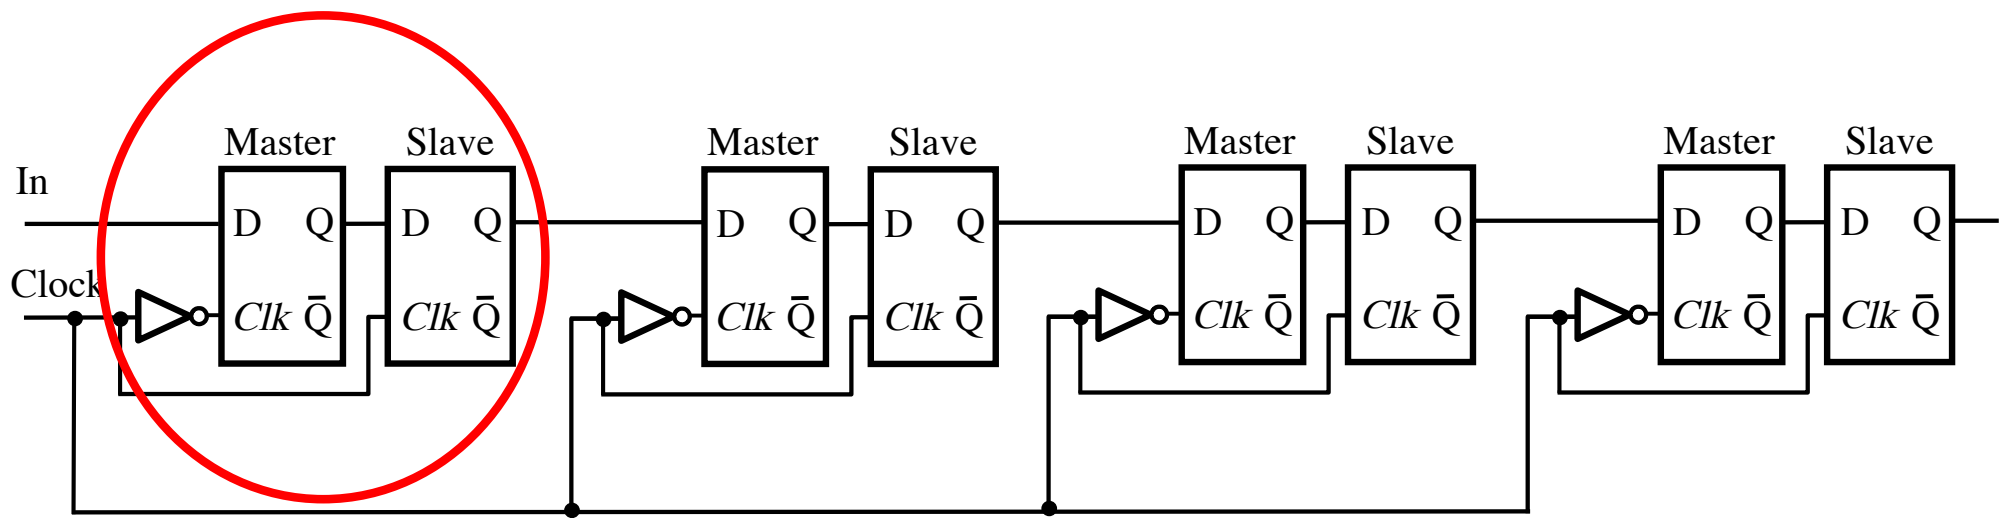 Master Slave Master Slave Master Slave Master Slave
In
D Q D Q D Q D Q D Q D Q D Q D Q
Clock
Clk Q̅ Clk Q̅ Clk Q̅ Clk Q̅ Clk Q̅ Clk Q̅ Clk Q̅ Clk Q̅